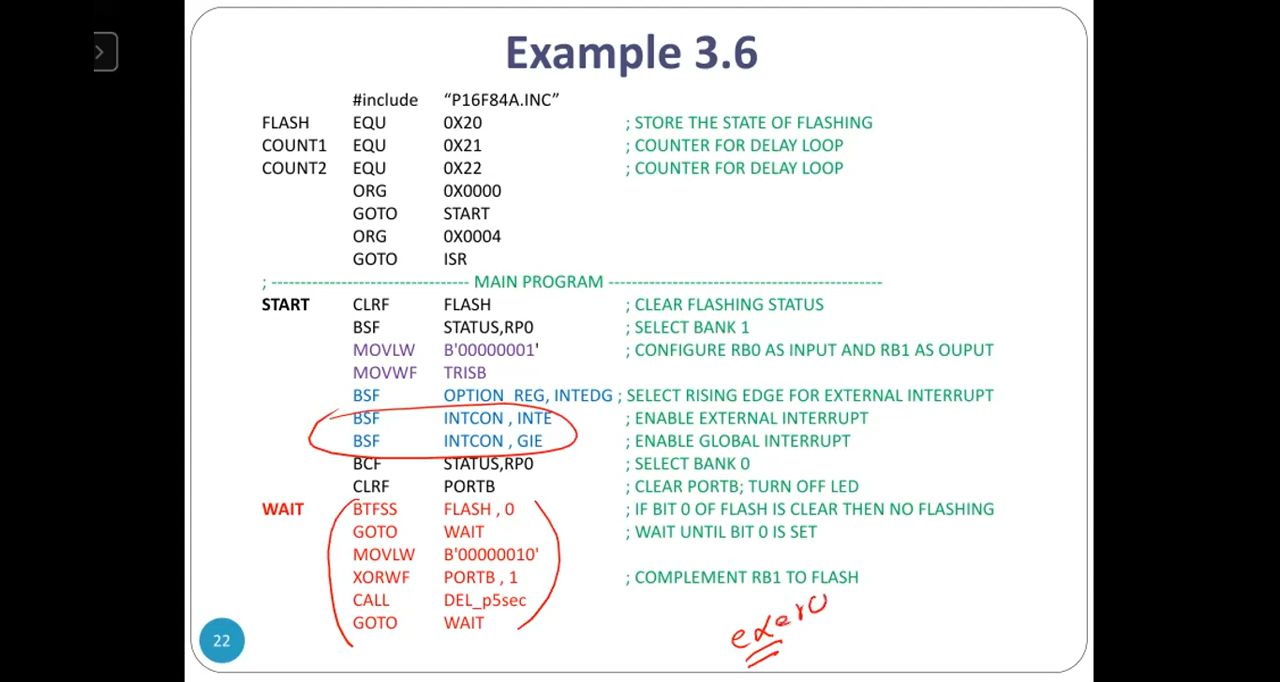 Example 3.6
#include “P16F84A.INC”
FLASH EQU 0X20 ; STORE THE STATE OF FLASHING
COUNT1 EQU 0X21 ; COUNTER FOR DELAY LOOP
COUNT2 EQU 0X22 ; COUNTER FOR DELAY LOOP
ORG 0X0000
GOTO START
ORG 0X0004
GOTO ISR
; ---------------------------------- MAIN PROGRAM ----------------------------------------------
START CLRF FLASH ; CLEAR FLASHING STATUS
BSF STATUS,RP0 ; SELECT BANK 1
MOVLW B'00000001' ; CONFIGURE RB0 AS INPUT AND RB1 AS OUPUT
MOVWF TRISB
BSF OPTION_REG, INTEDG ; SELECT RISING EDGE FOR EXTERNAL INTERRUPT
BSF INTCON , INTE ; ENABLE EXTERNAL INTERRUPT
BSF INTCON , GIE ; ENABLE GLOBAL INTERRUPT
BCF STATUS,RP0 ; SELECT BANK 0
CLRF PORTB ; CLEAR PORTB; TURN OFF LED
WAIT BTFSS FLASH , 0 ; IF BIT 0 OF FLASH IS CLEAR THEN NO FLASHING
GOTO WAIT ; WAIT UNTIL BIT 0 IS SET
MOVLW B'00000010'
XORWF PORTB , 1 ; COMPLEMENT RB1 TO FLASH
CALL DEL_p5sec
GOTO WAIT
22